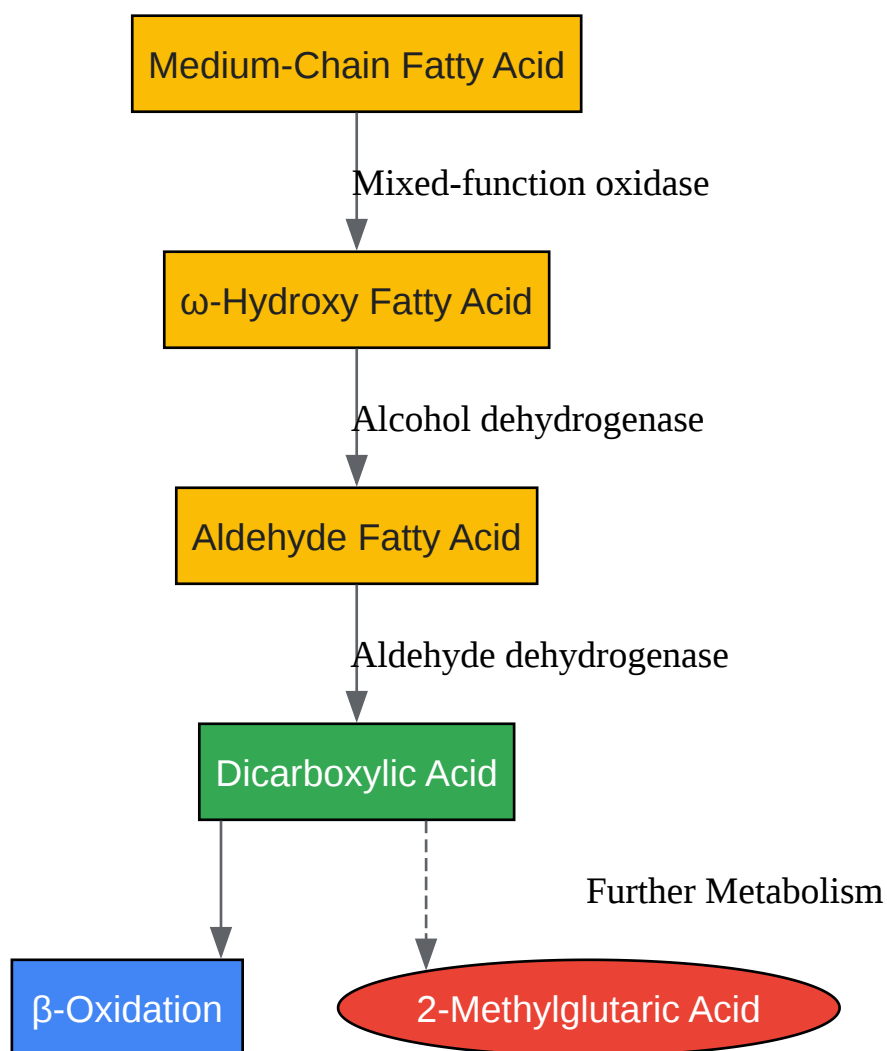 Medium-Chain Fatty Acid
Mixed-function oxidase
ω-Hydroxy Fatty Acid
Alcohol dehydrogenase
Aldehyde Fatty Acid
Aldehyde dehydrogenase
Dicarboxylic Acid
Further Metabolism
β-Oxidation
2-Methylglutaric Acid